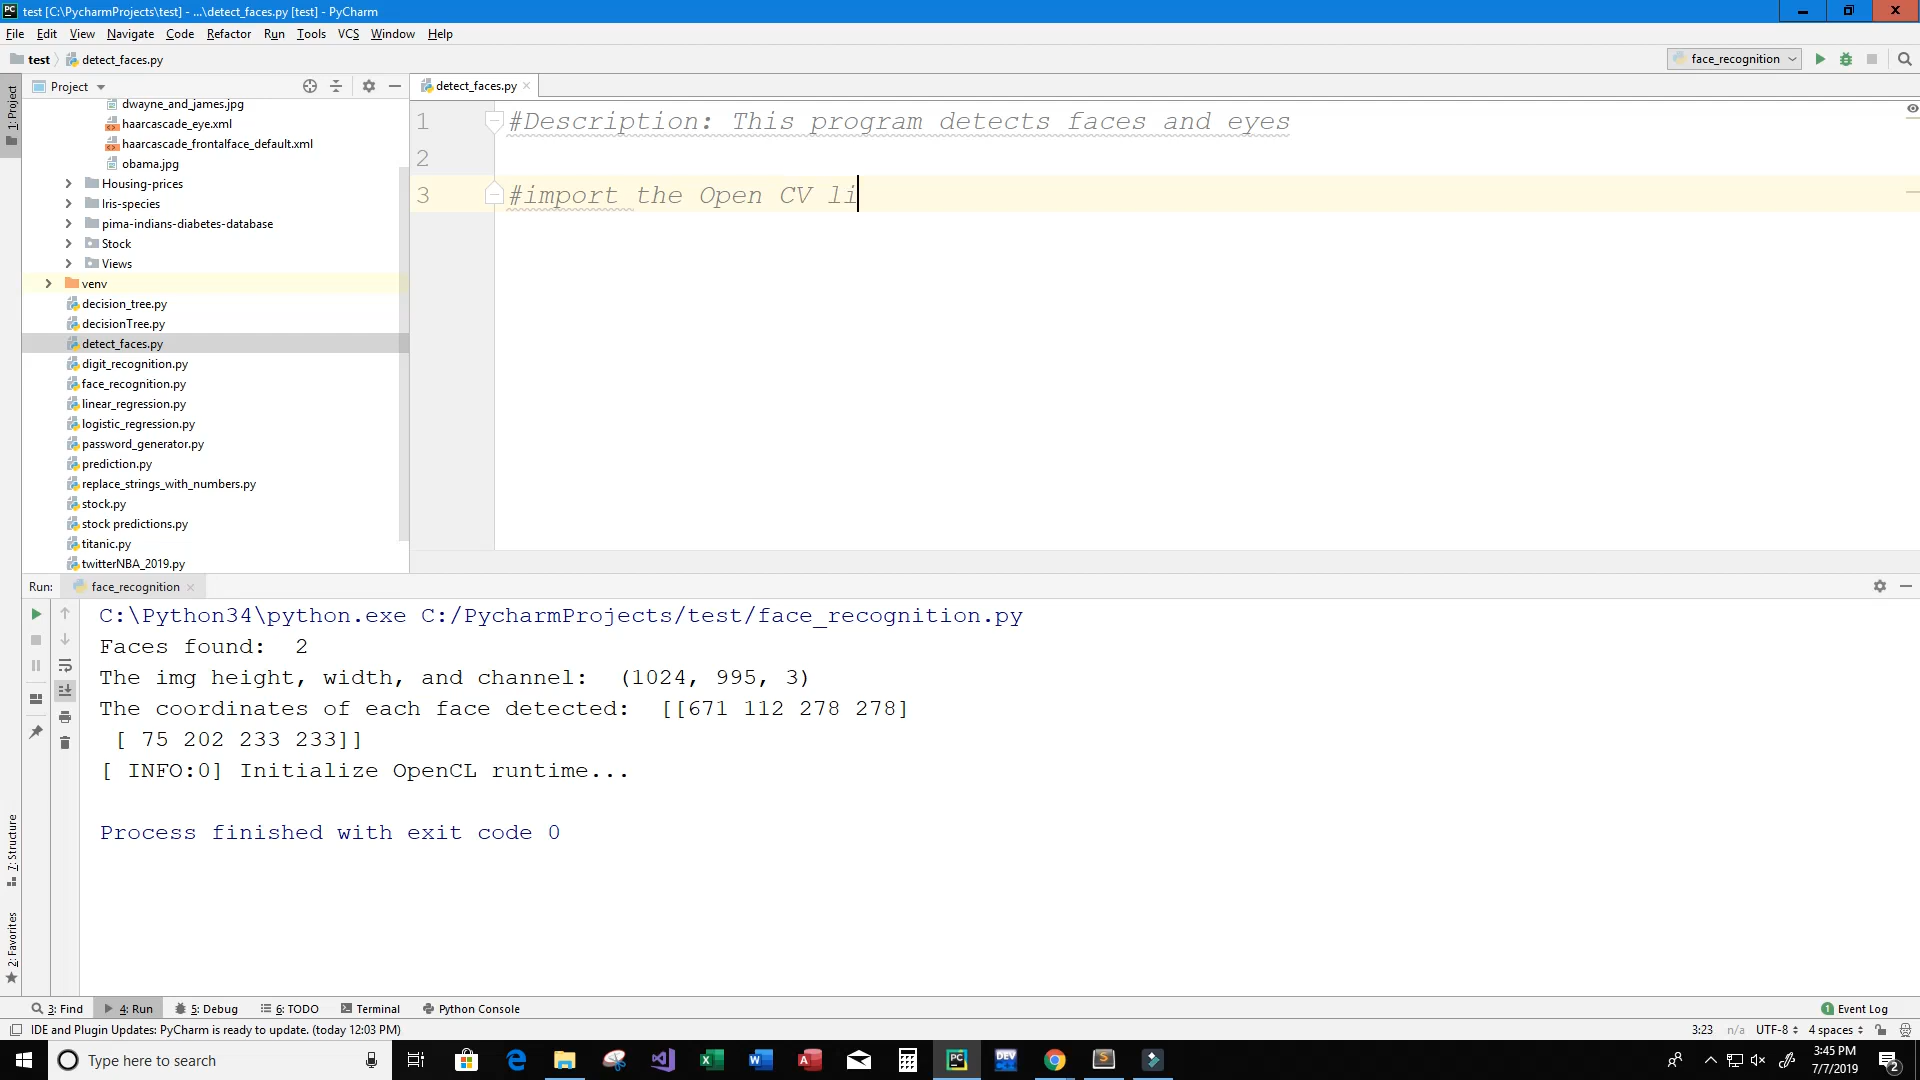 test [C:\PycharmProjects\test] - ...\detect_faces.py [test] - PyCharm
File Edit View Navigate Code Refactor Run Tools VCS Window Help
test detect_faces.py
face_recognition
1: Project
Project
detect_faces.py
dwayne_and_james.jpg
haarcascade_eye.xml
haarcascade_frontalface_default.xml
obama.jpg
Housing-prices
Iris-species
pima-indians-diabetes-database
Stock
Views
venv
decision_tree.py
decisionTree.py
detect_faces.py
digit_recognition.py
face_recognition.py
linear_regression.py
logistic_regression.py
password_generator.py
prediction.py
replace_strings_with_numbers.py
stock.py
stock predictions.py
titanic.py
twitterNBA_2019.py
1 #Description: This program detects faces and eyes
2
3 #import the Open CV li
Run: face_recognition
C:\Python34\python.exe C:/PycharmProjects/test/face_recognition.py
Faces found:  2
The img height, width, and channel:  (1024, 995, 3)
The coordinates of each face detected:  [[671 112 278 278]
[ 75 202 233 233]]
[ INFO:0] Initialize OpenCL runtime...
Process finished with exit code 0
7: Structure
2: Favorites
3: Find 4: Run 5: Debug 6: TODO Terminal Python Console 1 Event Log
IDE and Plugin Updates: PyCharm is ready to update. (today 12:03 PM) 3:23 n/a UTF-8 4 spaces
Type here to search
PC
DEV
3:45 PM
7/7/2019
2